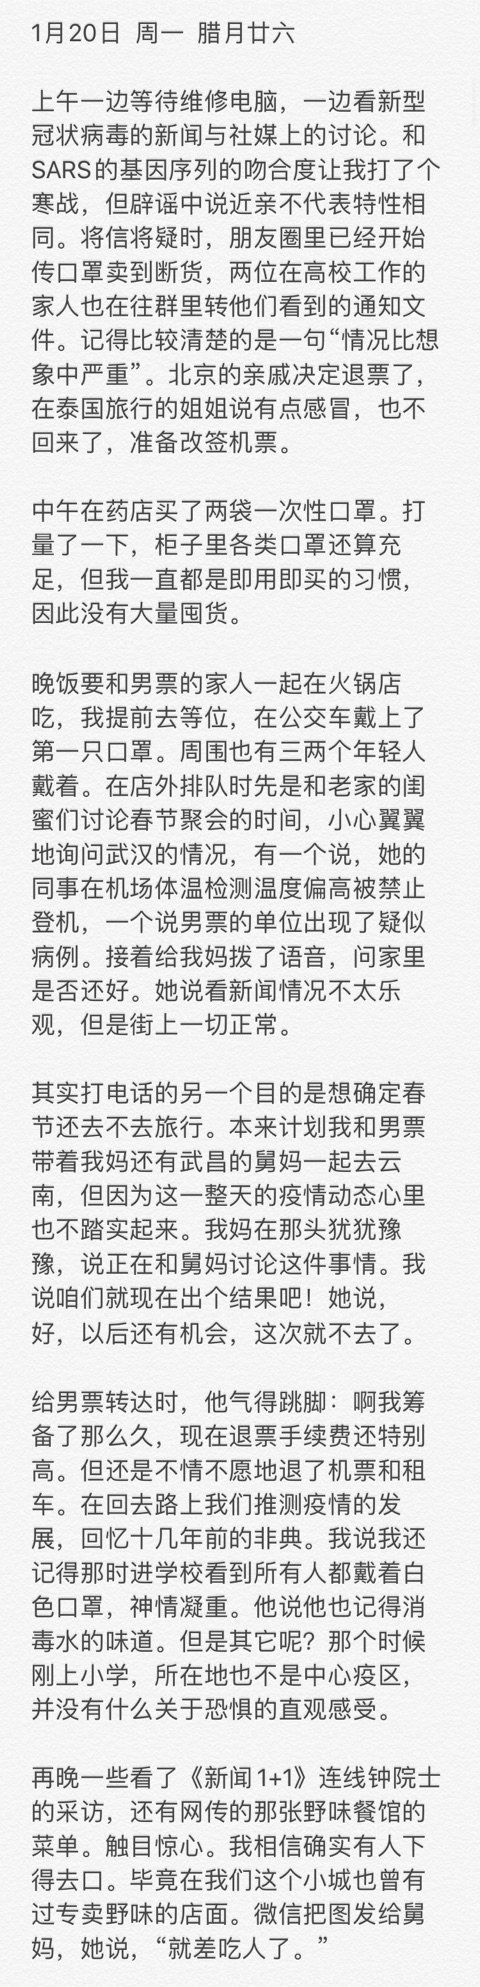 1月20日 周一 腊月廿六
上午一边等待维修电脑，一边看新型
冠状病毒的新闻与社媒上的讨论。和
SARS的基因序列的吻合度让我打了个
寒战，但辟谣中说近亲不代表特性相
同。将信将疑时，朋友圈里已经开始
传口罩卖到断货，两位在高校工作的
家人也在往群里转他们看到的通知文
件。记得比较清楚的是一句“情况比想
象中严重”。北京的亲戚决定退票了，
在泰国旅行的姐姐说有点感冒，也不
回来了，准备改签机票。
中午在药店买了两袋一次性口罩。打
量了一下，柜子里各类口罩还算充
足，但我一直都是即用即买的习惯，
因此没有大量囤货。
晚饭要和男票的家人一起在火锅店
吃，我提前去等位，在公交车戴上了
第一只口罩。周围也有三两个年轻人
戴着。在店外排队时先是和老家的闺
蜜们讨论春节聚会的时间，小心翼翼
地询问武汉的情况，有一个说，她的
同事在机场体温检测温度偏高被禁止
登机，一个说男票的单位出现了疑似
病例。接着给我妈拨了语音，问家里
是否还好。她说看新闻情况不太乐
观，但是街上一切正常。
其实打电话的另一个目的是想确定春
节还去不去旅行。本来计划我和男票
带着我妈还有武昌的舅妈一起去云
南，但因为这一整天的疫情动态心里
也不踏实起来。我妈在那头犹犹豫
豫，说正在和舅妈讨论这件事情。我
说咱们就现在出个结果吧！她说，
好，以后还有机会，这次就不去了。
给男票转达时，他气得跳脚：啊我筹
备了那么久，现在退票手续费还特别
高。但还是不情不愿地退了机票和租
车。在回去路上我们推测疫情的发
展，回忆十几年前的非典。我说我还
记得那时进学校看到所有人都戴着白
色口罩，神情凝重。他说他也记得消
毒水的味道。但是其它呢？那个时候
刚上小学，所在地也不是中心疫区，
并没有什么关于恐惧的直观感受。
再晚一些看了《新闻1+1》连线钟院士
的采访，还有网传的那张野味餐馆的
菜单。触目惊心。我相信确实有人下
得去口。毕竟在我们这个小城也曾有
过专卖野味的店面。微信把图发给舅
妈，她说，“就差吃人了。”